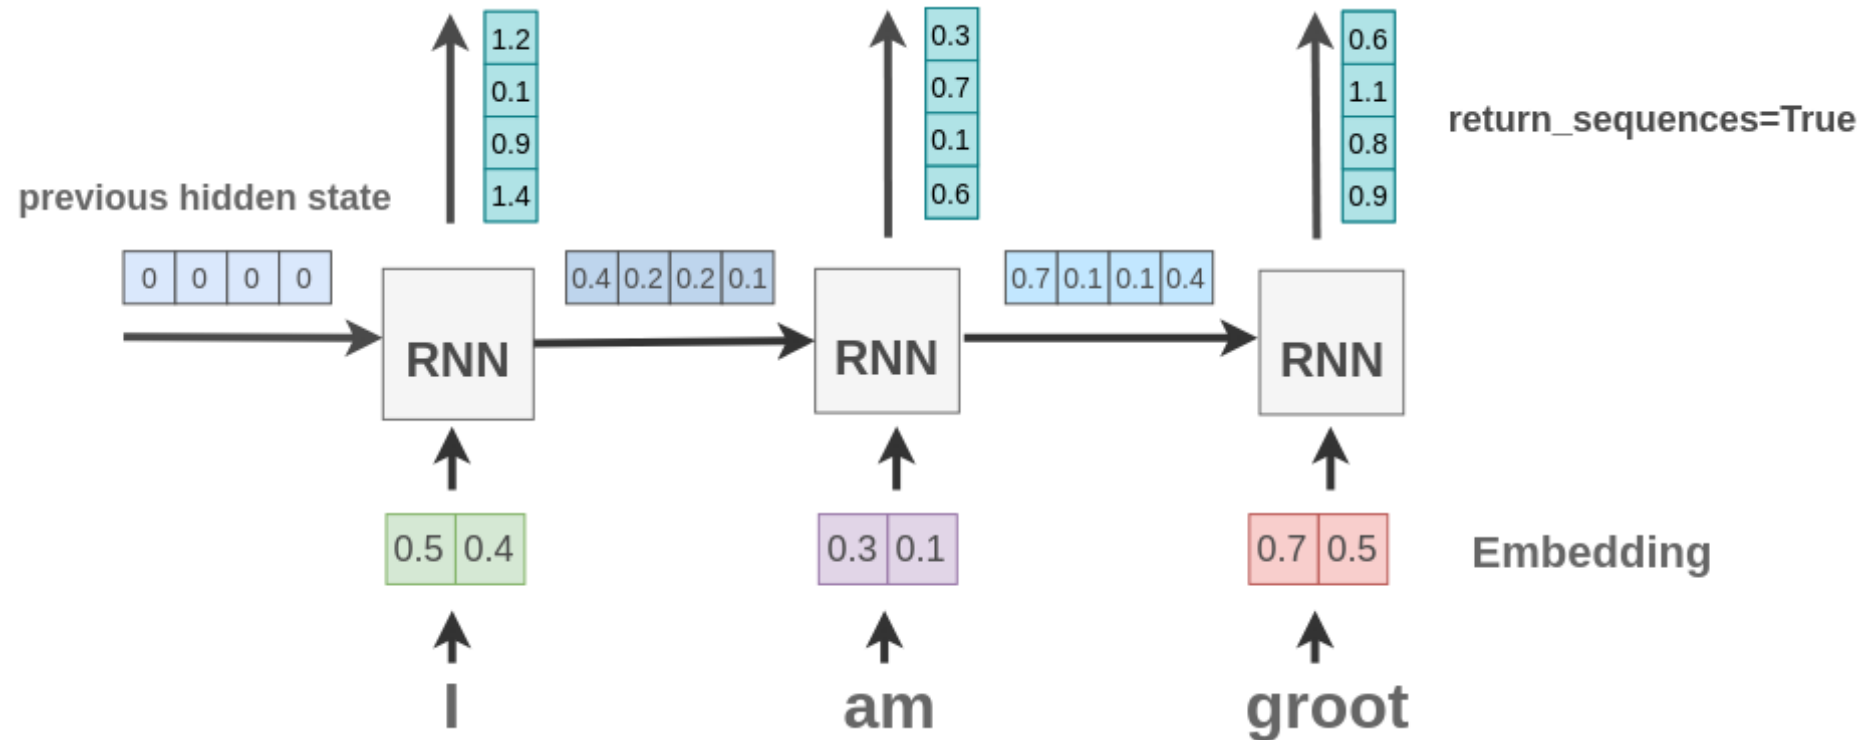 1.2
0.1
0.9
1.4
0.3
0.7
0.1
0.6
0.6
1.1
0.8
0.9
return_sequences=True
previous hidden state
0 0 0 0
0.4 0.2 0.2 0.1
0.7 0.1 0.1 0.4
RNN
RNN
RNN
0.5 0.4
0.3 0.1
0.7 0.5
Embedding
I
am
groot